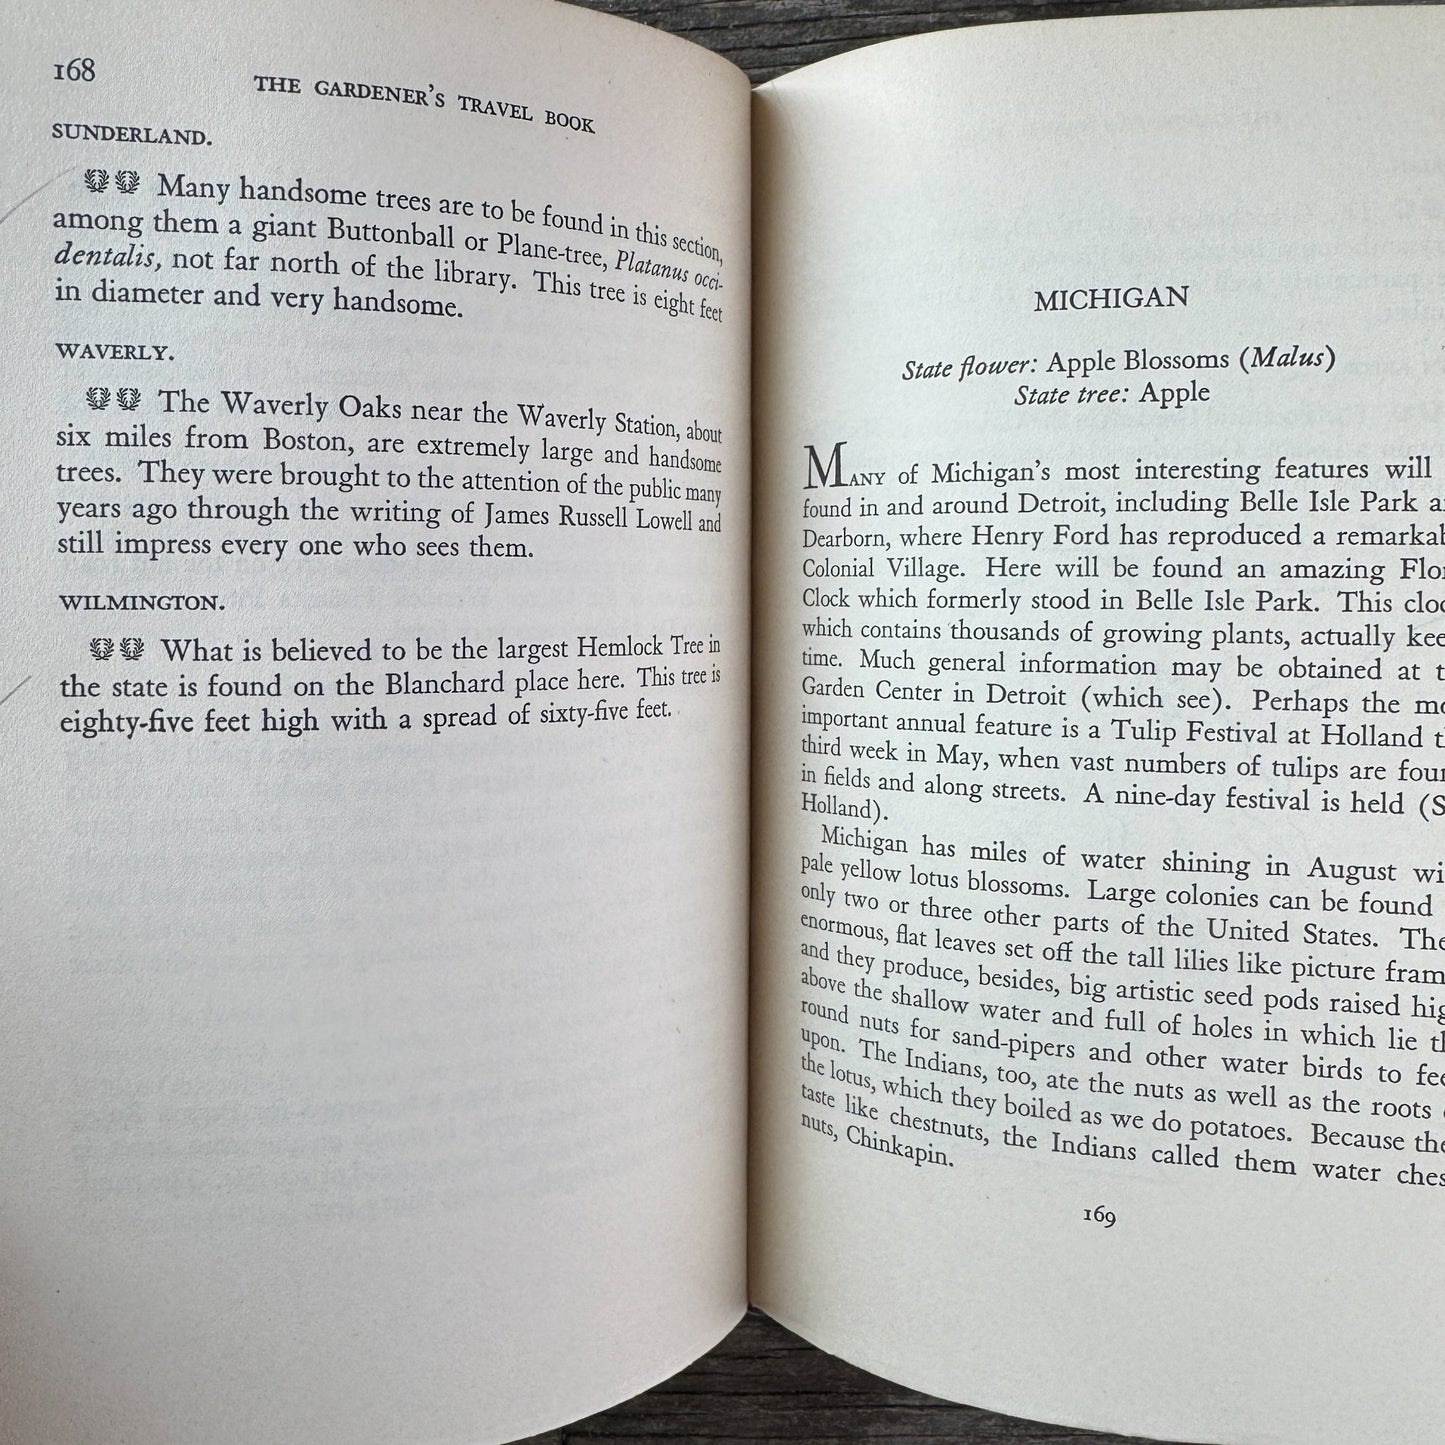 168
THE GARDENER'S TRAVEL BOOK
SUNDERLAND.
Many handsome trees are to be found in this section,
among them a giant Buttonball or Plane-tree, Platanus occi-
dentalis, not far north of the library. This tree is eight feet
in diameter and very handsome.
WAVERLY.
The Waverly Oaks near the Waverly Station, about
six miles from Boston, are extremely large and handsome
trees. They were brought to the attention of the public many
years ago through the writing of James Russell Lowell and
still impress every one who sees them.
WILMINGTON.
What is believed to be the largest Hemlock Tree in
the state is found on the Blanchard place here. This tree is
eighty-five feet high with a spread of sixty-five feet.
MICHIGAN
State flower: Apple Blossoms (Malus)
State tree: Apple
MANY of Michigan's most interesting features will
found in and around Detroit, including Belle Isle Park
Dearborn, where Henry Ford has reproduced a
Colonial Village. Here will be found an amazing
Clock which formerly stood in Belle Isle Park. This
which contains thousands of growing plants, actually
time. Much general information may be obtained at
Garden Center in Detroit (which see). Perhaps the
important annual feature is a Tulip Festival at Holland
third week in May, when vast numbers of tulips are
in fields and along streets. A nine-day festival is held
Holland).
Michigan has miles of water shining in August
pale yellow lotus blossoms. Large colonies can be found
only two or three other parts of the United States.
enormous, flat leaves set off the tall lilies like picture
and they produce, besides, big artistic seed pods raised
above the shallow water and full of holes in which lie
round nuts for sand-pipers and other water birds to
upon. The Indians, too, ate the nuts as well as the roots
the lotus, which they boiled as we do potatoes. Because
taste like chestnuts, the Indians called them water
nuts, Chinkapin.
169